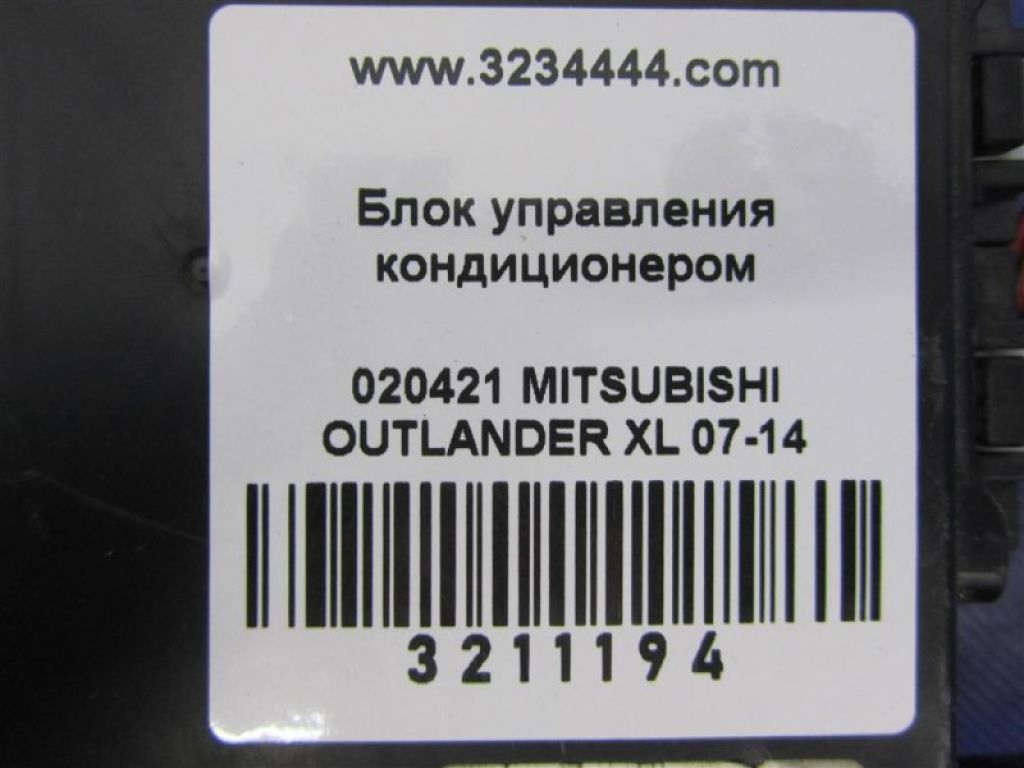 www.3234444.com
Блок управления
кондиционером
020421 MITSUBISHI
OUTLANDER XL 07-14
3211194